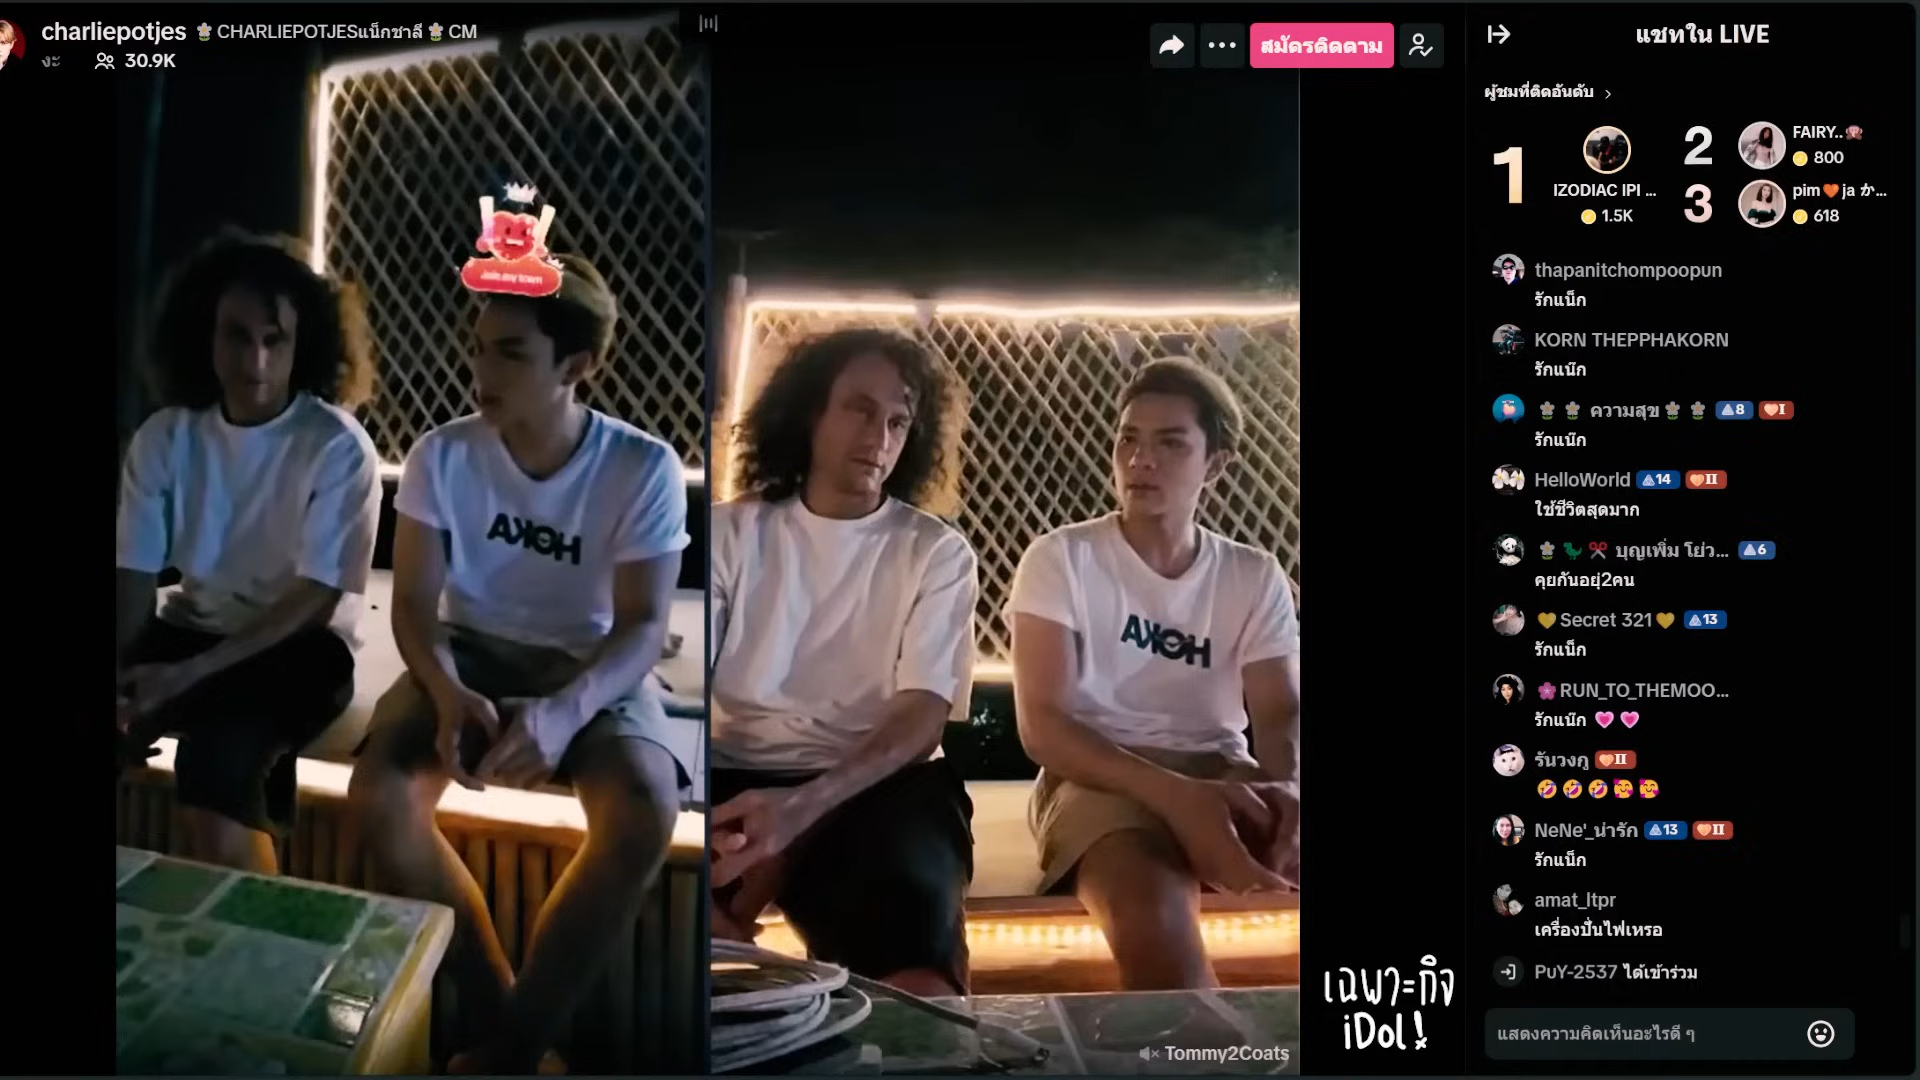 charliepotjes CHARLIEPOTJESแน็กชาลี CM
งะ 30.9K
สมัครติดตาม
แชทใน LIVE
ผู้ชมที่ติดอันดับ
1
IZODIAC IPI ...
1.5K
2
FAIRY..
800
3
pim ja か...
618
Join my team
HOKA
HOKA
thapanitchompoopun
รักแน็ก
KORN THEPPHAKORN
รักแน๊ก
ความสุข 8 I
รักแน๊ก
HelloWorld 14 II
ใช้ชีวิตสุดมาก
บุญเพิ่ม โย่ว... 6
คุยกันอยุ่2คน
Secret 321 13
รักแน็ก
RUN_TO_THEMOO...
รักแน๊ก
รันวงกู II
NeNe'_น่ารัก 13 II
รักแน็ก
amat_ltpr
เครื่องปั่นไฟเหรอ
PuY-2537 ได้เข้าร่วม
แสดงความคิดเห็นอะไรดี ๆ
เฉพาะกิจ
iDol!
Tommy2Coats